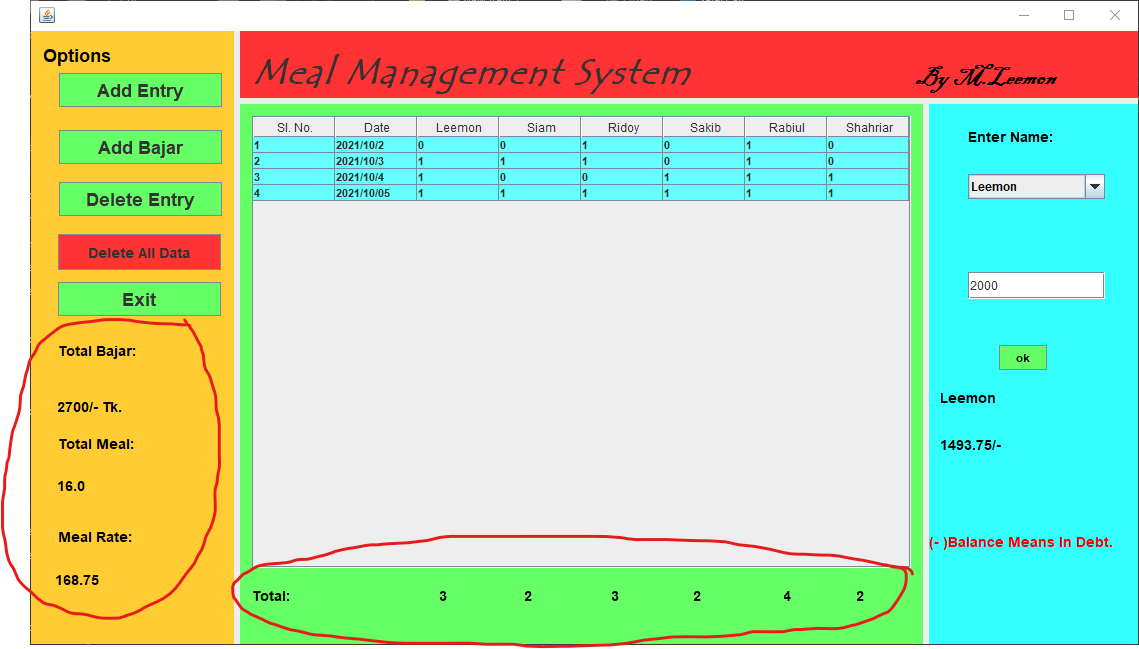 Options
Add Entry
Add Bajar
Delete Entry
Delete All Data
Exit
Total Bajar:
2700/- Tk.
Total Meal:
16.0
Meal Rate:
168.75
Meal Management System
By M.Leemon
Sl. No. Date Leemon Siam Ridoy Sakib Rabiul Shahriar
1 2021/10/2 0 0 1 0 1 0
2 2021/10/3 1 1 1 0 1 0
3 2021/10/4 1 0 0 1 1 1
4 2021/10/05 1 1 1 1 1 1
Total: 3 2 3 2 4 2
Enter Name:
Leemon
2000
ok
Leemon
1493.75/-
(- )Balance Means In Debt.